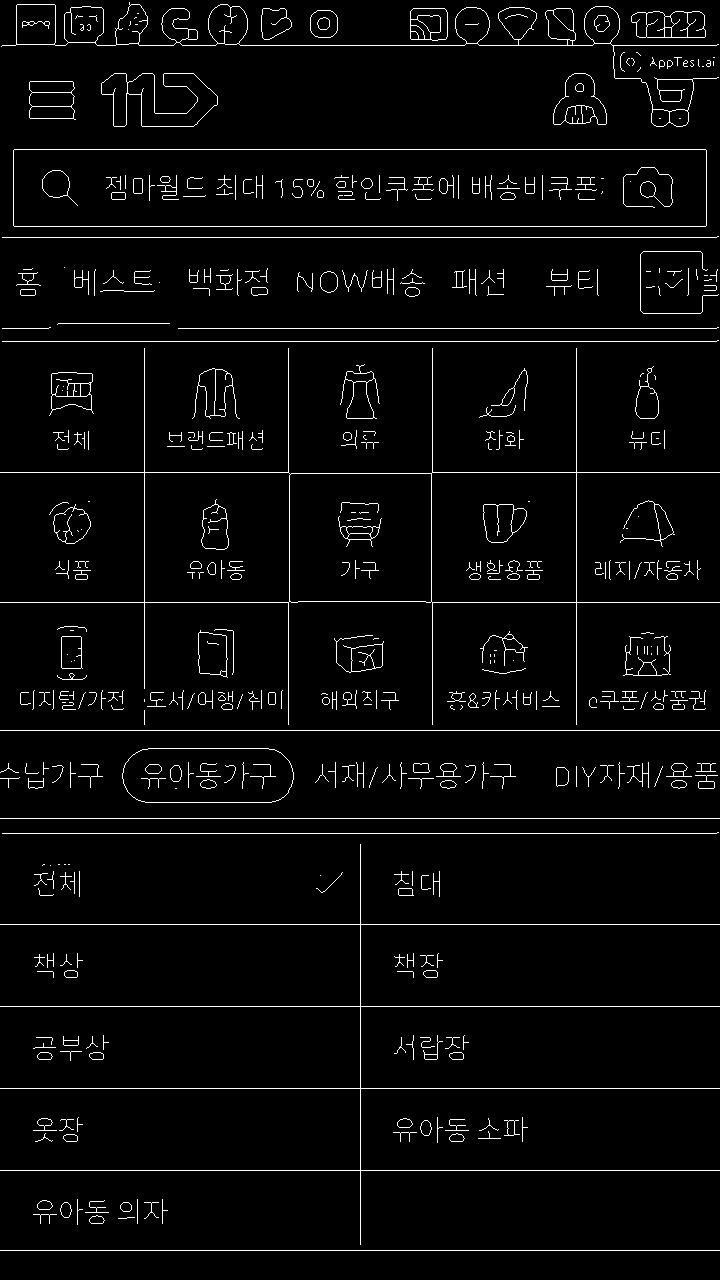 12:22
AppTest.ai
11
젬마월드 최대 15% 할인쿠폰에 배송비쿠폰
홈 베스트 백화점 NOW배송 패션 뷰티 디지털
전체 브랜드패션 의류 잡화 뷰티
식품 유아동 가구 생활용품 레저/자동차
디지털/가전 도서/여행/취미 해외직구 홈&카서비스 e쿠폰/상품권
수납가구 유아동가구 서재/사무용가구 DIY자재/용품
전체 침대
책상 책장
공부상 서랍장
옷장 유아동 소파
유아동 의자